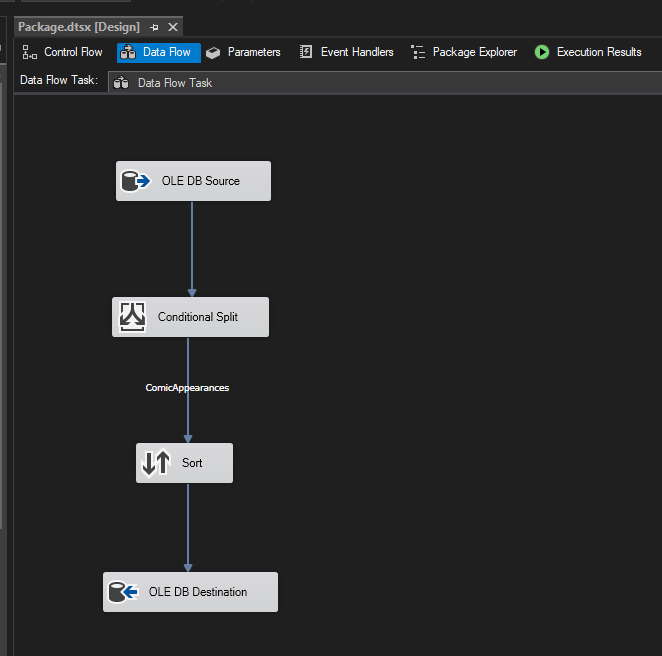 Package.dtsx [Design]
Control Flow Data Flow Parameters Event Handlers Package Explorer Execution Results
Data Flow Task: Data Flow Task
OLE DB Source
Conditional Split
ComicAppearances
Sort
OLE DB Destination